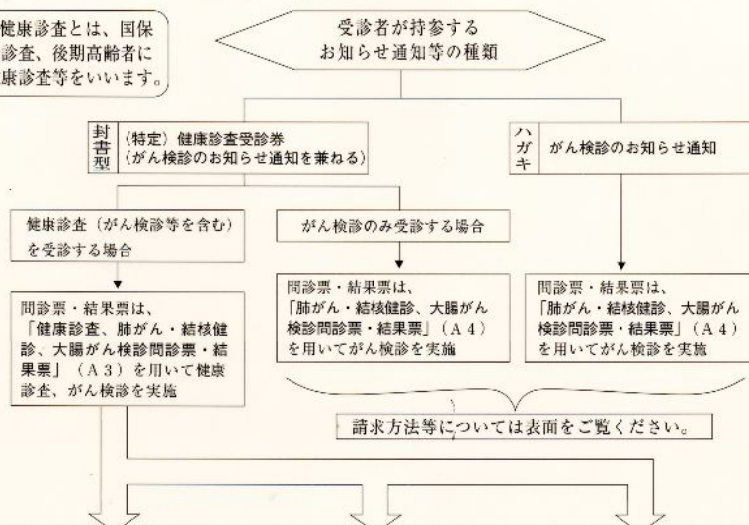 健康診査とは、国保
診査、後期高齢者に
康診査等をいいます。
受診者が持参する
お知らせ通知等の種類
封書型
(特定)健康診査受診券
(がん検診のお知らせ通知を兼ねる)
ハガキ
がん検診のお知らせ通知
健康診査(がん検診等を含む)
を受診する場合
がん検診のみ受診する場合
問診票・結果票は、
「健康診査、肺がん・結核健
診、大腸がん検診問診票・結
果票」(A3)を用いて健康
診査、がん検診を実施
問診票・結果票は、
「肺がん・結核健診、大腸がん
検診問診票・結果票」(A4)
を用いてがん検診を実施
問診票・結果票は、
「肺がん・結核健診、大腸がん
検診問診票・結果票」(A4)
を用いてがん検診を実施
請求方法等については表面をご覧ください。